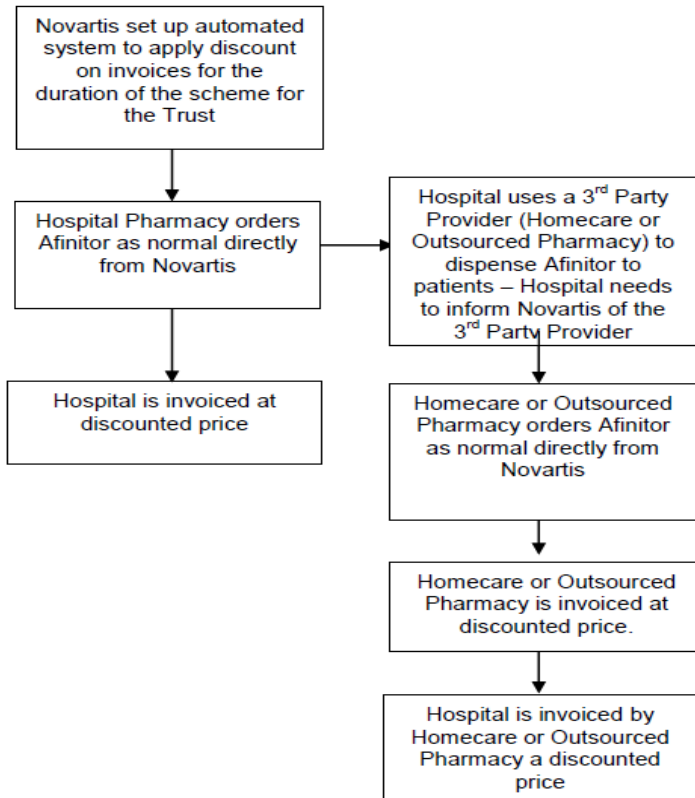 Novartis set up automated
system to apply discount
on invoices for the
duration of the scheme for
the Trust
Hospital Pharmacy orders
Afinitor as normal directly
from Novartis
Hospital is invoiced at
discounted price
Hospital uses a 3rd Party
Provider (Homecare or
Outsourced Pharmacy) to
dispense Afinitor to
patients – Hospital needs
to inform Novartis of the
3rd Party Provider
Homecare or Outsourced
Pharmacy orders Afinitor
as normal directly from
Novartis
Homecare or Outsourced
Pharmacy is invoiced at
discounted price.
Hospital is invoiced by
Homecare or Outsourced
Pharmacy a discounted
price